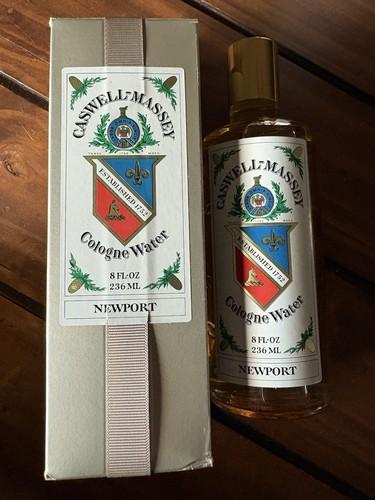 CASWELL-MASSEY
ESTABLISHED 1752
Cologne Water
8 FL·OZ
236 ML
NEWPORT
CASWELL-MASSEY
ESTABLISHED 1752
Cologne Water
8 FL·OZ
236 ML
NEWPORT